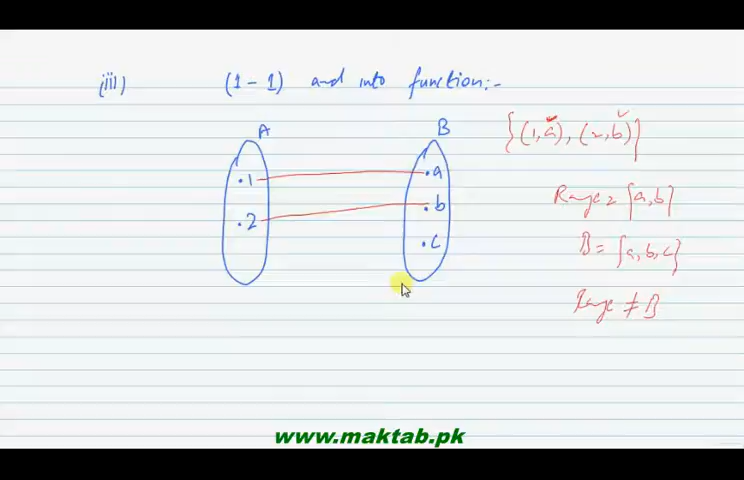 (iii) (1-1) and into function:-
A
B
{(1,a), (2,b)}
.1
.a
Range = {a,b}
.2
.b
.c
B = {a,b,c}
Range ≠ B
www.maktab.pk